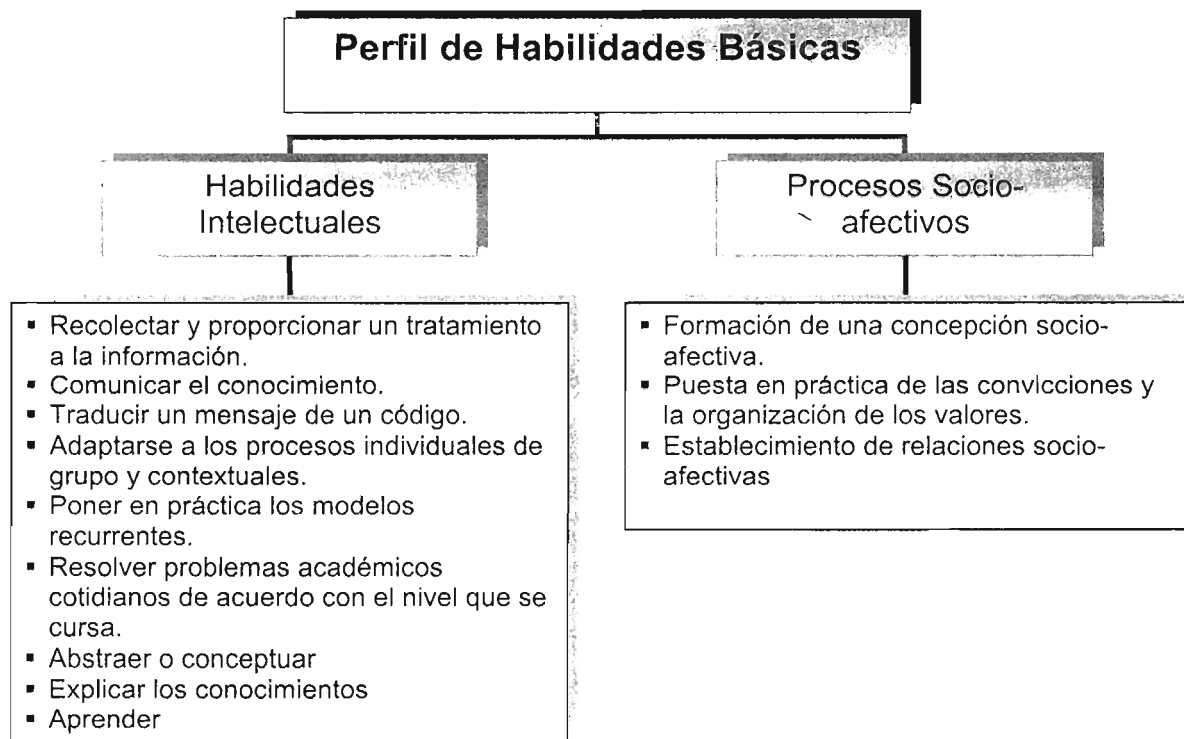 Perfil de Habilidades Básicas
Habilidades
Intelectuales
Procesos Socio-
afectivos
▪ Recolectar y proporcionar un tratamiento
a la información.
▪ Comunicar el conocimiento.
▪ Traducir un mensaje de un código.
▪ Adaptarse a los procesos individuales de
grupo y contextuales.
▪ Poner en práctica los modelos
recurrentes.
▪ Resolver problemas académicos
cotidianos de acuerdo con el nivel que se
cursa.
▪ Abstraer o conceptuar
▪ Explicar los conocimientos
▪ Aprender
▪ Formación de una concepción socio-
afectiva.
▪ Puesta en práctica de las convicciones y
la organización de los valores.
▪ Establecimiento de relaciones socio-
afectivas